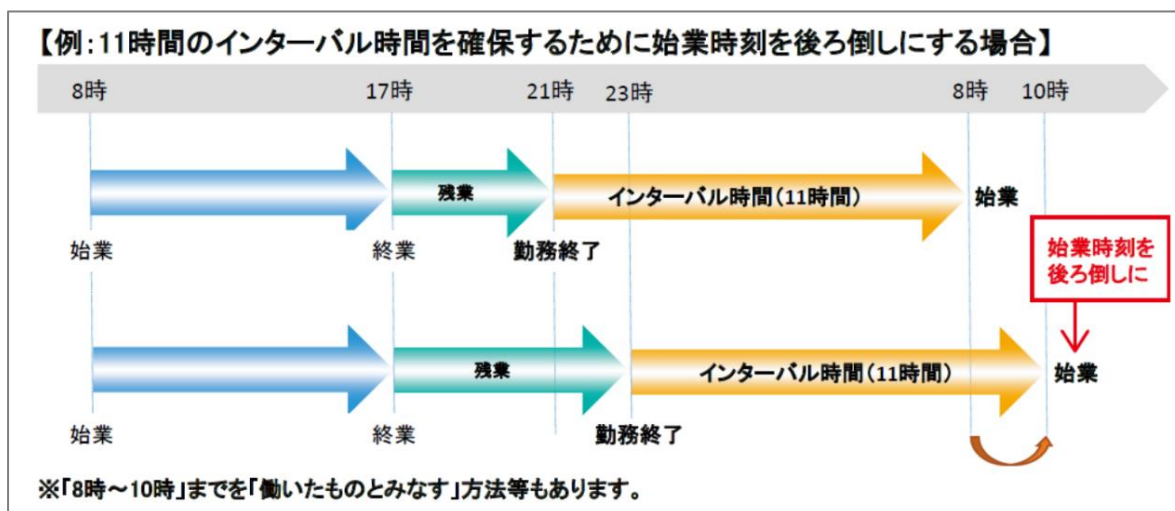 【例:11時間のインターバル時間を確保するために始業時刻を後ろ倒しにする場合】
8時 17時 21時 23時 8時 10時
残業 インターバル時間(11時間) 始業
始業 終業 勤務終了
始業時刻を
後ろ倒しに
残業 インターバル時間(11時間) 始業
始業 終業 勤務終了
※「8時~10時」までを「働いたものとみなす」方法等もあります。